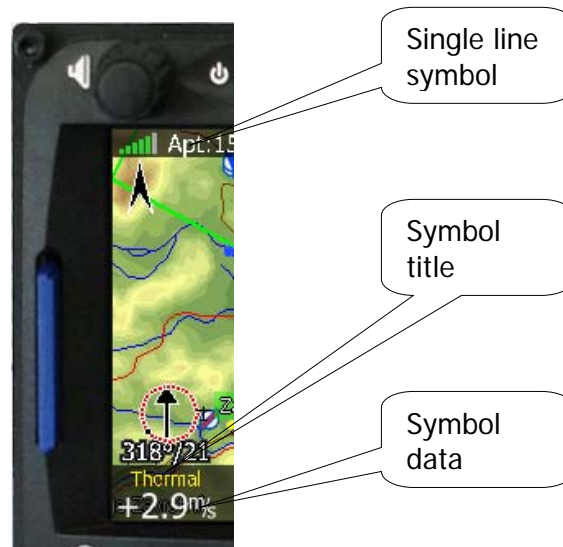 Single line
symbol
Apt:15
Symbol
title
318°/21
Thermal
+2.9m/s
Symbol
data